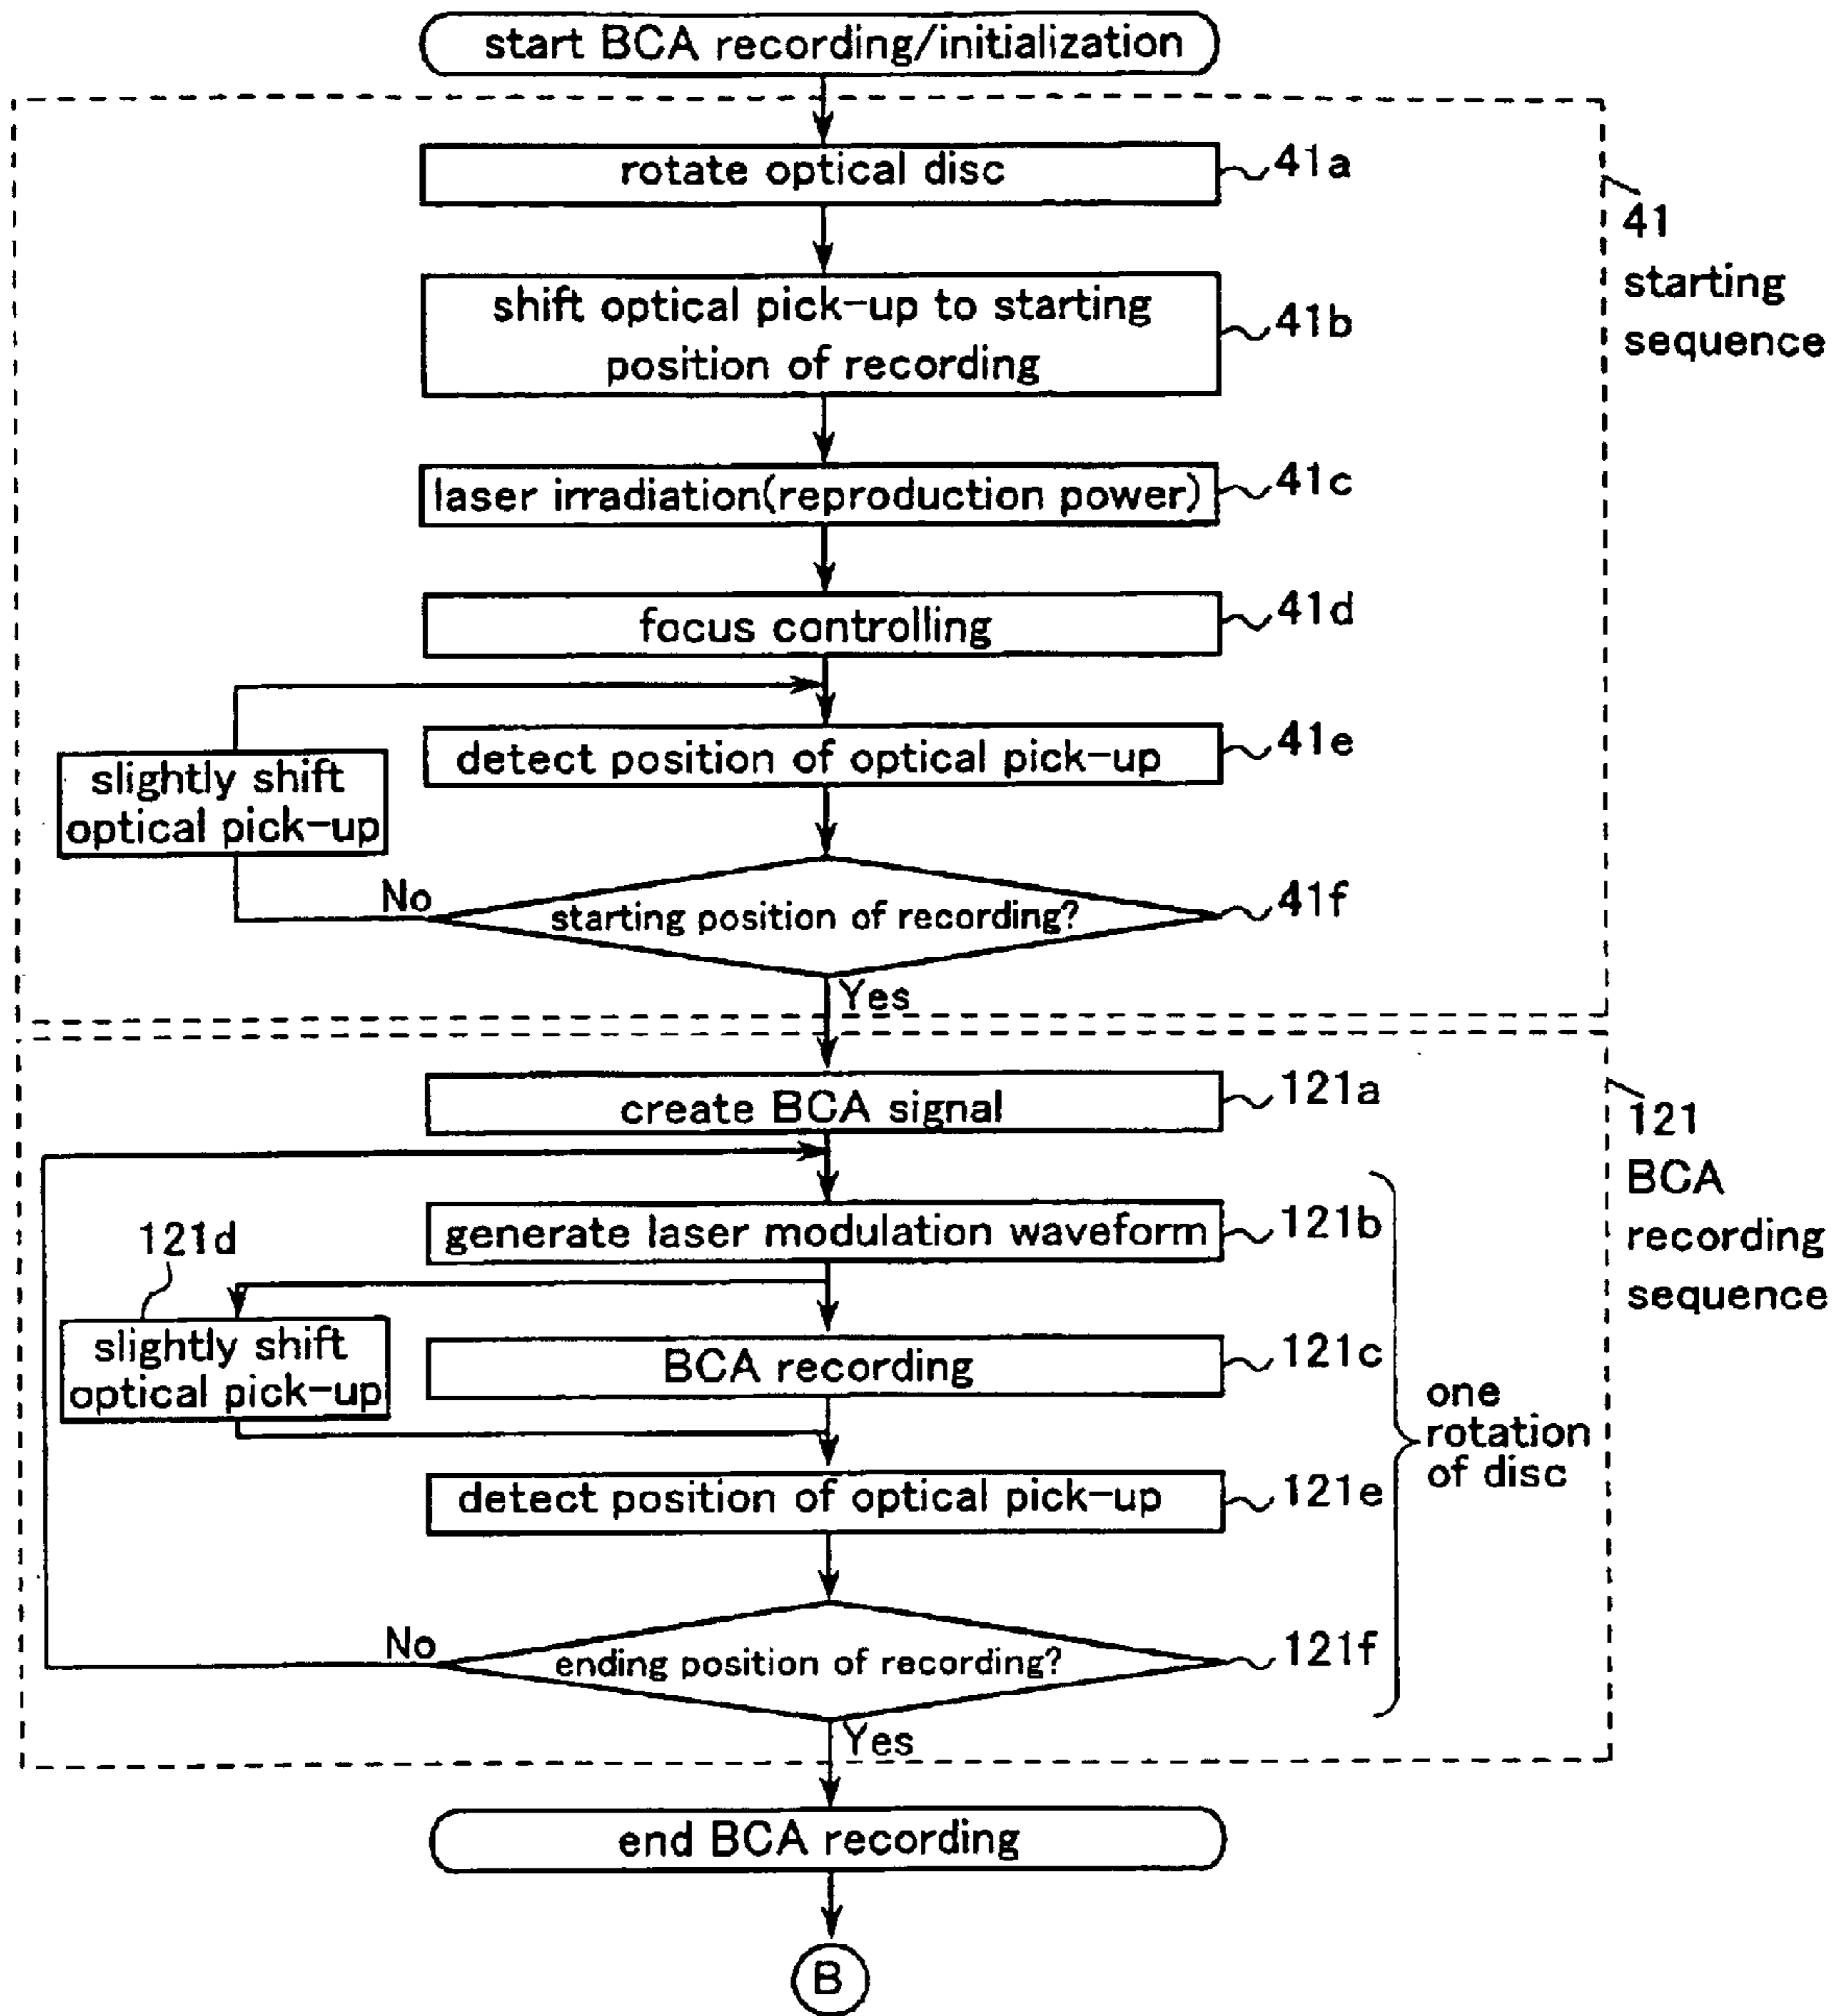 start BCA recording/initialization
rotate optical disc
41a
41
starting
sequence
shift optical pick-up to starting
position of recording
41b
laser irradiation(reproduction power)
41c
focus controlling
41d
detect position of optical pick-up
41e
slightly shift
optical pick-up
No
starting position of recording?
41f
Yes
create BCA signal
121a
121
BCA
recording
sequence
generate laser modulation waveform
121b
121d
slightly shift
optical pick-up
BCA recording
121c
one
rotation
of disc
detect position of optical pick-up
121e
No
ending position of recording?
121f
Yes
end BCA recording
B